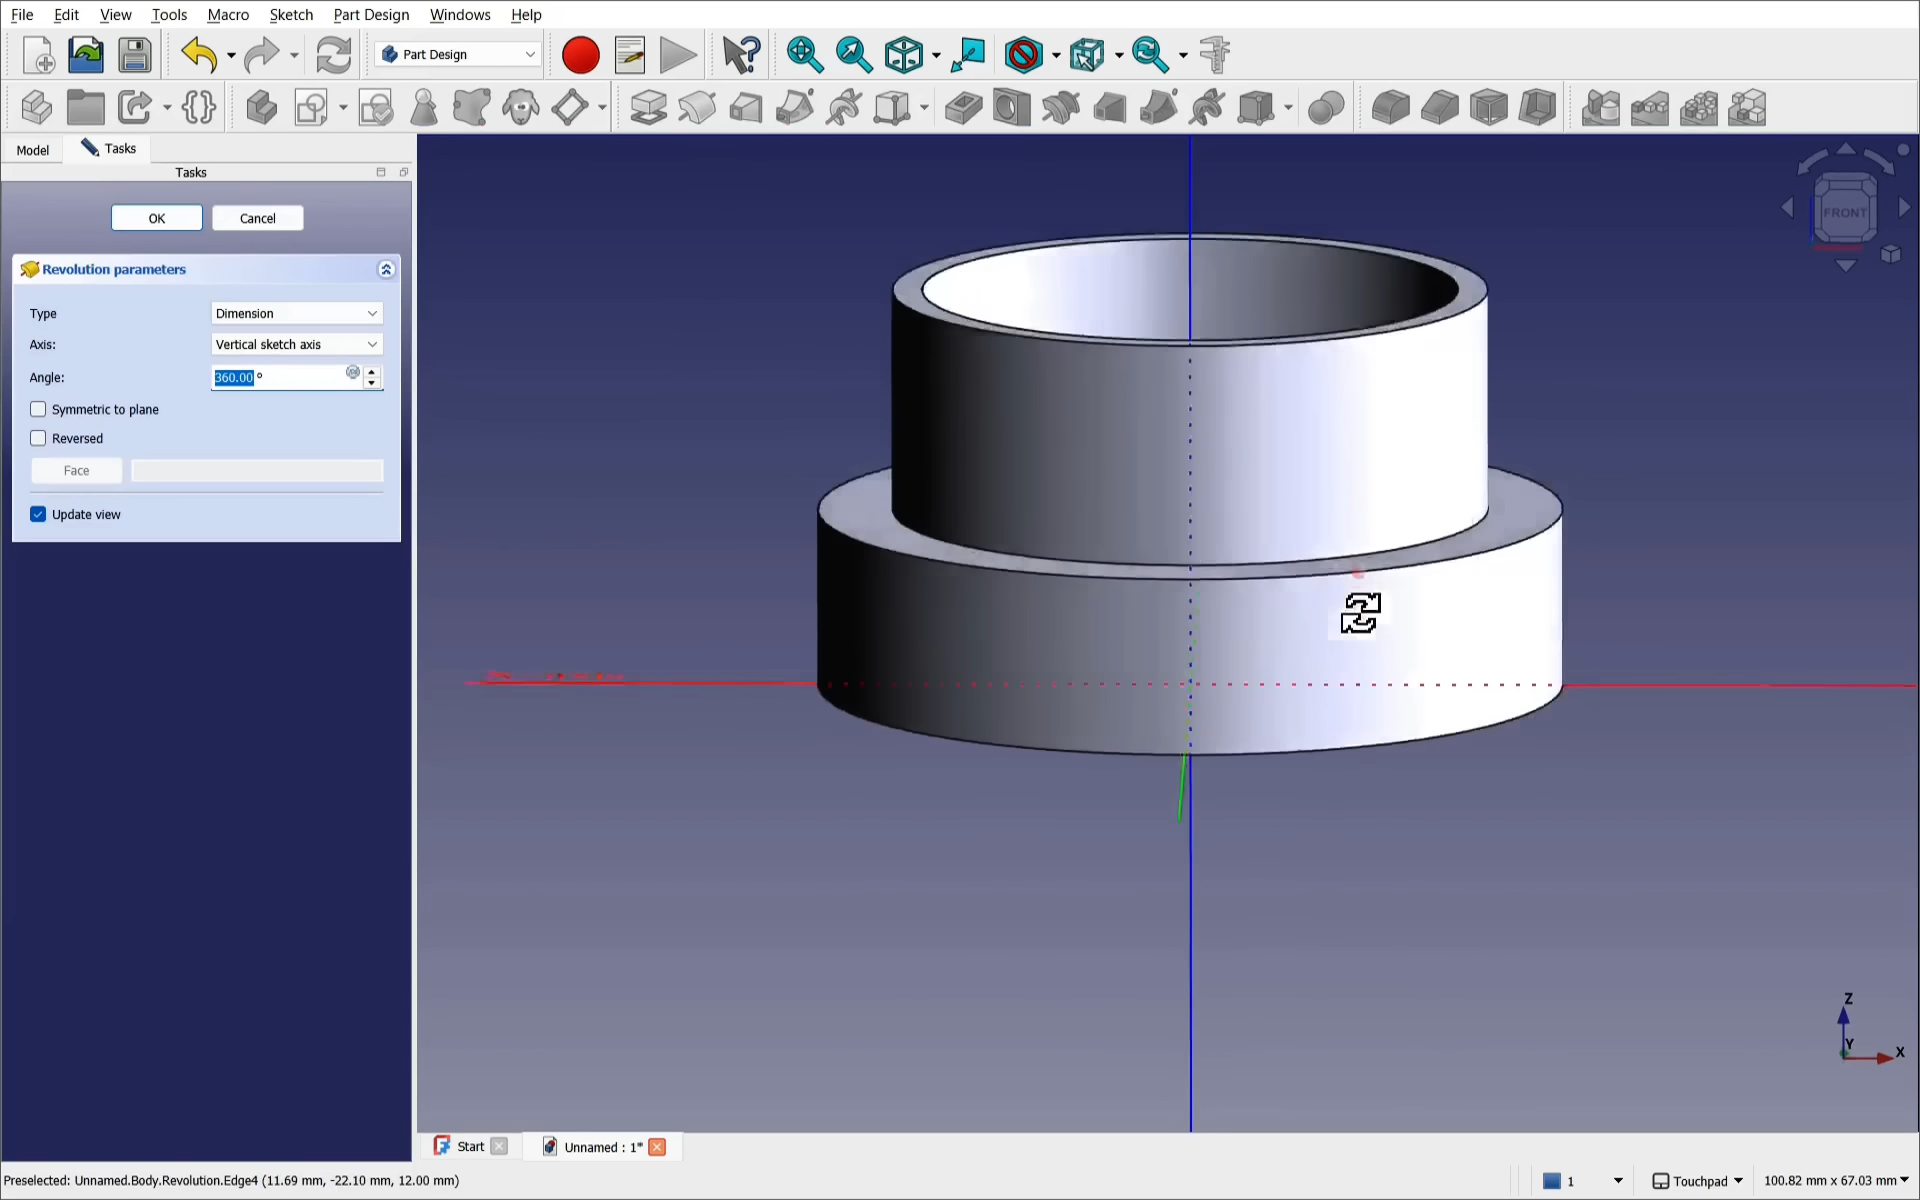 File Edit View Tools Macro Sketch Part Design Windows Help
Part Design
Model Tasks
Tasks
OK Cancel
Revolution parameters
Type Dimension
Axis: Vertical sketch axis
Angle: 360.00 °
Symmetric to plane
Reversed
Face
Update view
FRONT
Z
Y X
Start Unnamed : 1*
Preselected: Unnamed.Body.Revolution.Edge4 (11.69 mm, -22.10 mm, 12.00 mm) 1 Touchpad 100.82 mm x 67.03 mm